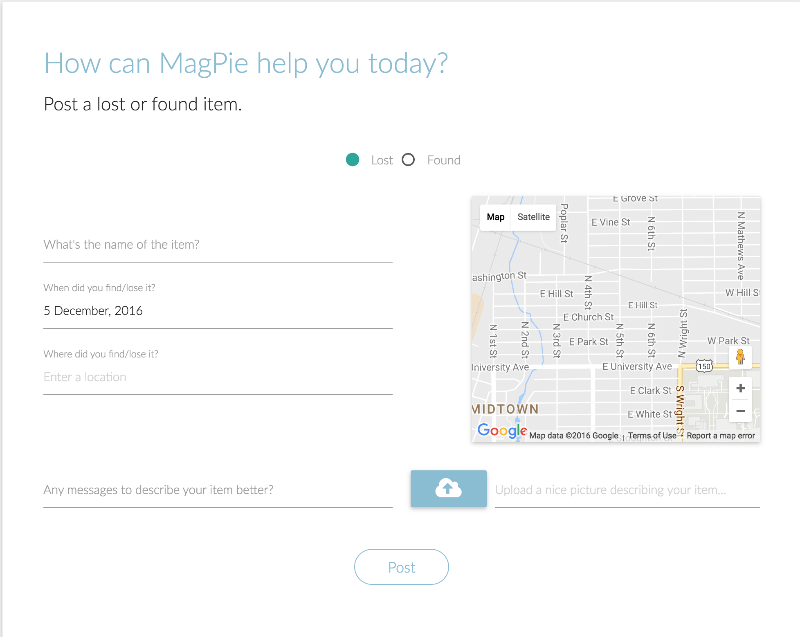 How can MagPie help you today?
Post a lost or found item.
Lost Found
What's the name of the item?
When did you find/lose it?
5 December, 2016
Where did you find/lose it?
Enter a location
Map Satellite
E Grove St
Poplar St
E Vine St
N 6th St
N Mathews Ave
ashington St
E Hill St
N 4th St
W Hill S
E Hill St
E Church St
N Wright St
N 1st St
N 2nd St
N 3rd St
E Park St
N 5th St
N 6th St
W Park St
University Ave
E University Ave
150
E Clark St
S Wright St
MIDTOWN
E White St
+
−
Google
Map data ©2016 Google
Terms of Use
Report a map error
Any messages to describe your item better?
Upload a nice picture describing your item...
Post